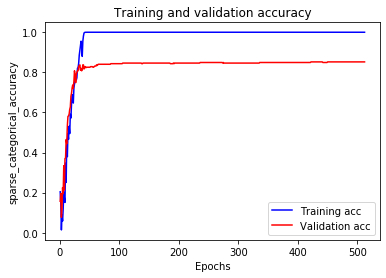 Training and validation accuracy
sparse_categorical_accuracy
1.0
0.8
0.6
0.4
0.2
0.0
0 100 200 300 400 500
Epochs
Training acc
Validation acc